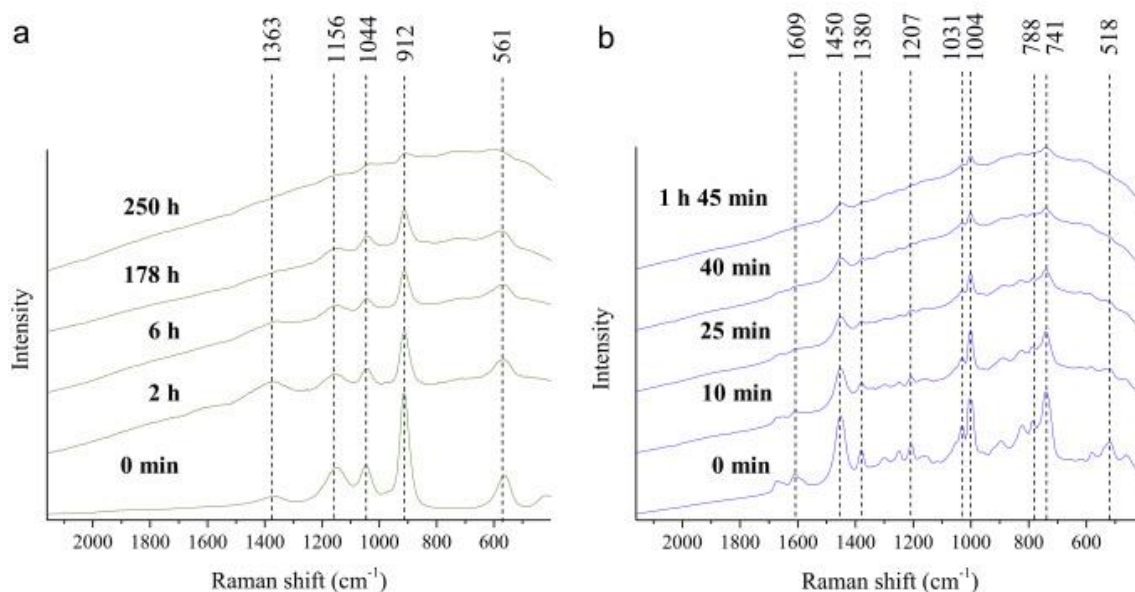 a
1363
1156
1044
912
561
250 h
178 h
6 h
2 h
0 min
Intensity
2000 1800 1600 1400 1200 1000 800 600
Raman shift (cm⁻¹)
b
1609
1450
1380
1207
1031
1004
788
741
518
1 h 45 min
40 min
25 min
10 min
0 min
Intensity
2000 1800 1600 1400 1200 1000 800 600
Raman shift (cm⁻¹)